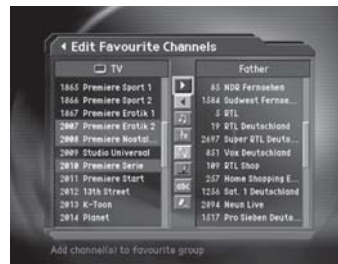 Edit Favourite Channels
TV
1865 Premiere Sport 1
1866 Premiere Sport 2
1867 Premiere Erotik 1
2007 Premiere Erotik 2
2008 Premiere Nostal...
2009 Studio Universal
2010 Premiere Serie
2011 Premiere Start
2012 13th Street
2013 K-Toon
2014 Planet
abc
Father
85 NDR Fernsehen
1584 Sudwest Fernse...
5 RTL
19 RTL Deutschland
2697 Super RTL Deuts...
851 Vox Deutschland
189 RTL Shop
257 Home Shopping E...
1256 Sat. 1 Deutschland
2894 Neun Live
1517 Pro Sieben Deuts...
Add channel(s) to favourite group